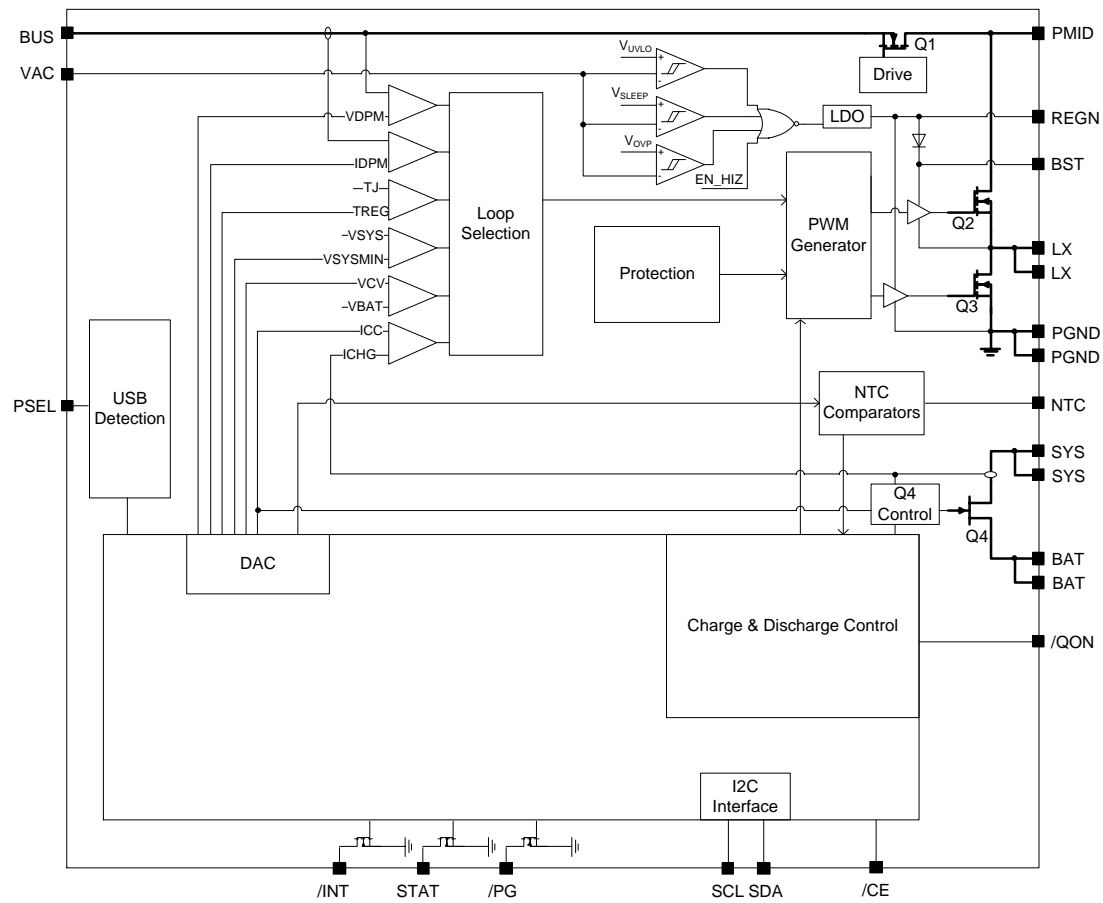 BUS
VAC
PSEL
VDPM
IDPM
TJ
TREG
VSYS
VSYSMIN
VCV
VBAT
ICC
ICHG
Loop
Selection
VUVLO
+
-
VSLEEP
+
-
VOVP
+
-
EN_HIZ
LDO
Q1
Drive
PWM
Generator
Protection
Q2
Q3
USB
Detection
NTC
Comparators
Q4
Control
Q4
DAC
Charge & Discharge Control
I2C
Interface
PMID
REGN
BST
LX
LX
PGND
PGND
NTC
SYS
SYS
BAT
BAT
/QON
/INT
STAT
/PG
SCL
SDA
/CE